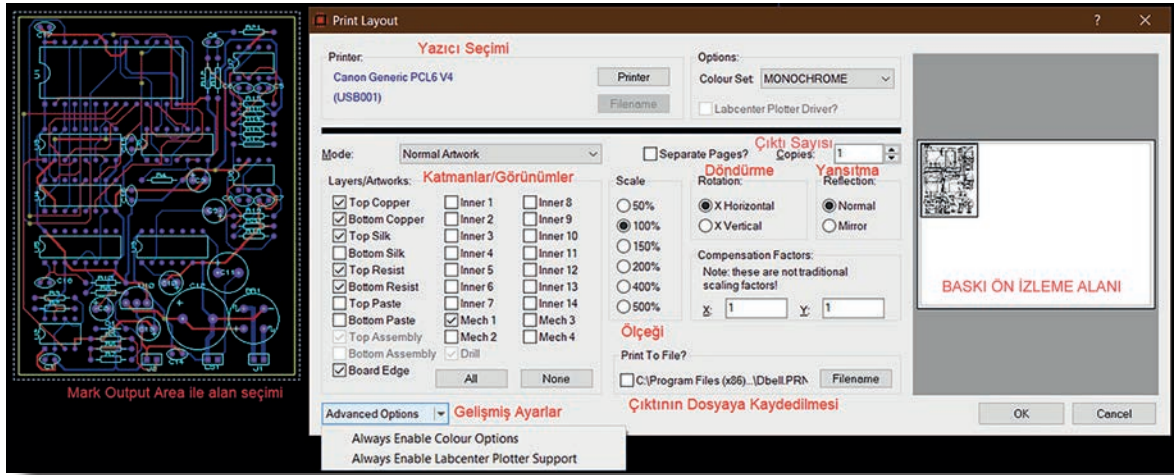 Print Layout
Yazıcı Seçimi
Printer:
Canon Generic PCL6 V4
(USB001)
Printer
Filename
Options:
Colour Set: MONOCHROME
Labcenter Plotter Driver?
Mode: Normal Artwork
Separate Pages?
Çıktı Sayısı
Copies: 1
Layers/Artworks: Katmanlar/Görünümler
Top Copper Inner 1 Inner 8
Bottom Copper Inner 2 Inner 9
Top Silk Inner 3 Inner 10
Bottom Silk Inner 4 Inner 11
Top Resist Inner 5 Inner 12
Bottom Resist Inner 6 Inner 13
Top Paste Inner 7 Inner 14
Bottom Paste Mech 1 Mech 3
Top Assembly Mech 2 Mech 4
Bottom Assembly Drill
Board Edge
All None
Scale
50%
100%
150%
200%
400%
500%
Ölçeği
Döndürme
Rotation:
X Horizontal
X Vertical
Yansıtma
Reflection:
Normal
Mirror
Compensation Factors:
Note: these are not traditional
scaling factors!
X: 1 Y: 1
Print To File?
C:\Program Files (x86)...\Dbell.PRN Filename
Çıktının Dosyaya Kaydedilmesi
BASKI ÖN İZLEME ALANI
OK Cancel
Advanced Options Gelişmiş Ayarlar
Always Enable Colour Options
Always Enable Labcenter Plotter Support
Mark Output Area ile alan seçimi